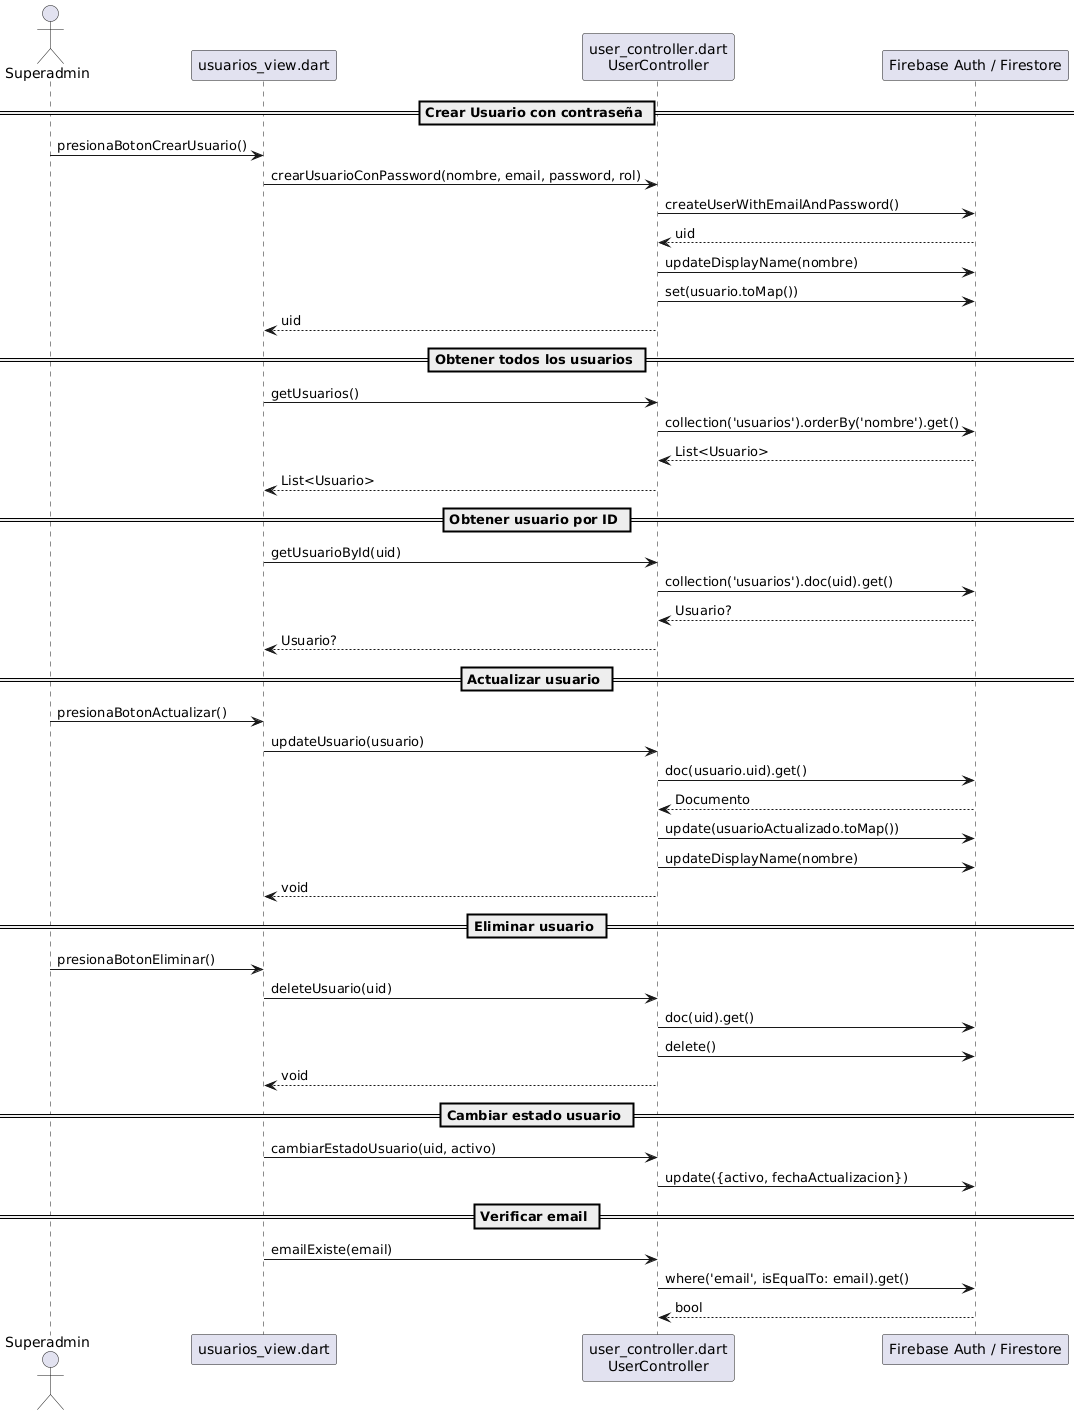 Superadmin
usuarios_view.dart
user_controller.dart
UserController
Firebase Auth / Firestore
Crear Usuario con contraseña
presionaBotonCrearUsuario()
crearUsuarioConPassword(nombre, email, password, rol)
createUserWithEmailAndPassword()
uid
updateDisplayName(nombre)
set(usuario.toMap())
uid
Obtener todos los usuarios
getUsuarios()
collection('usuarios').orderBy('nombre').get()
List<Usuario>
List<Usuario>
Obtener usuario por ID
getUsuarioById(uid)
collection('usuarios').doc(uid).get()
Usuario?
Usuario?
Actualizar usuario
presionaBotonActualizar()
updateUsuario(usuario)
doc(usuario.uid).get()
Documento
update(usuarioActualizado.toMap())
updateDisplayName(nombre)
void
Eliminar usuario
presionaBotonEliminar()
deleteUsuario(uid)
doc(uid).get()
delete()
void
Cambiar estado usuario
cambiarEstadoUsuario(uid, activo)
update({activo, fechaActualizacion})
Verificar email
emailExiste(email)
where('email', isEqualTo: email).get()
bool
Superadmin
usuarios_view.dart
user_controller.dart
UserController
Firebase Auth / Firestore